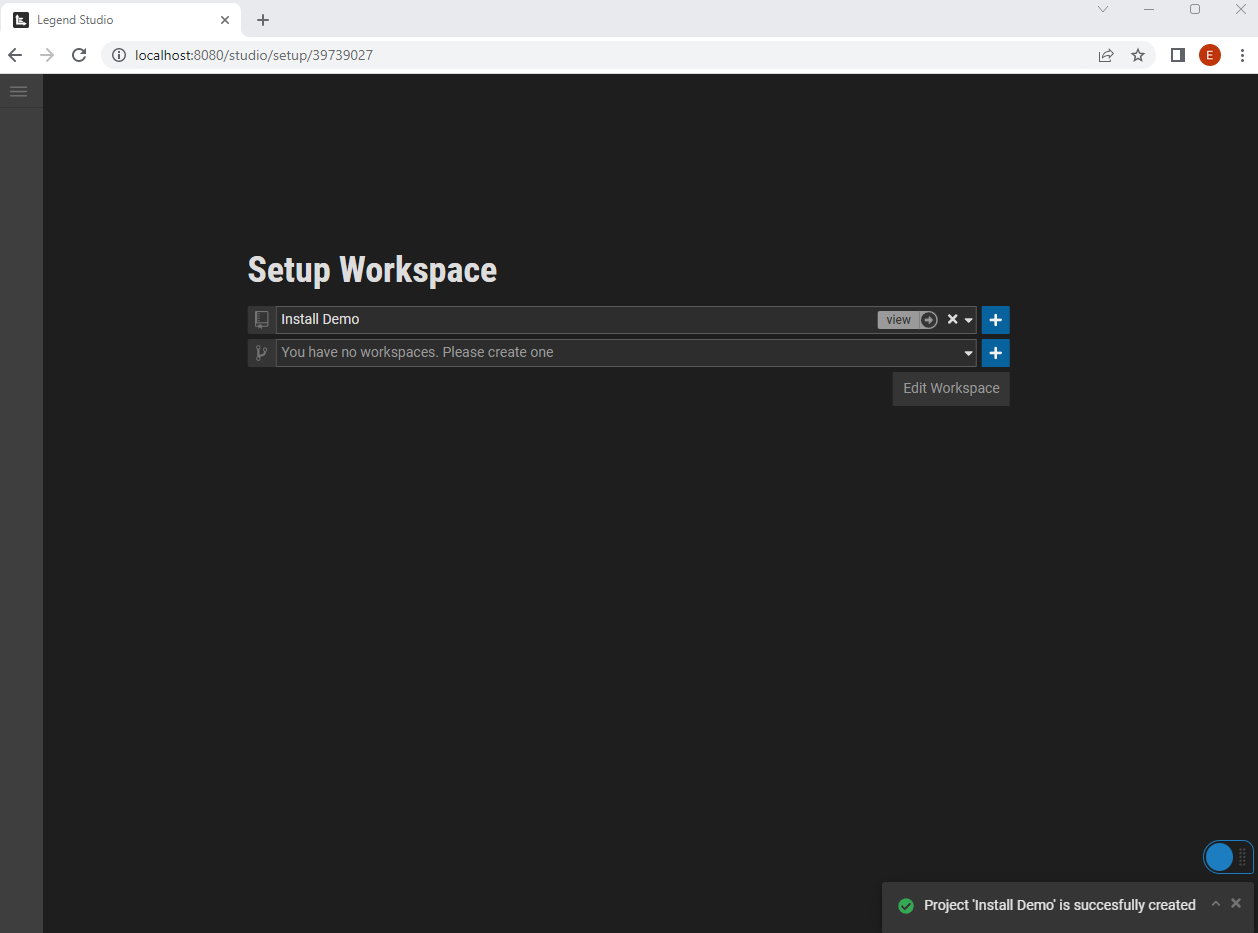 Legend Studio
localhost:8080/studio/setup/39739027
E
Setup Workspace
Install Demo
view
You have no workspaces. Please create one
Edit Workspace
Project 'Install Demo' is succesfully created